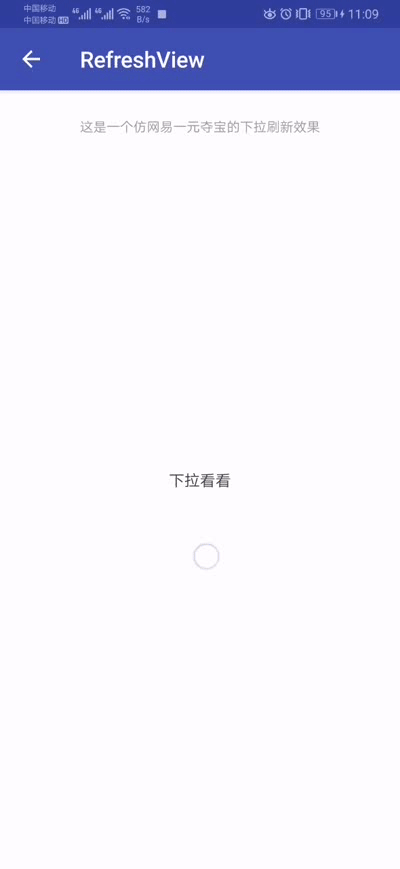 中国移动
中国移动 HD
4G 4G 582 B/s 95 11:09
RefreshView
这是一个仿网易一元夺宝的下拉刷新效果
下拉看看